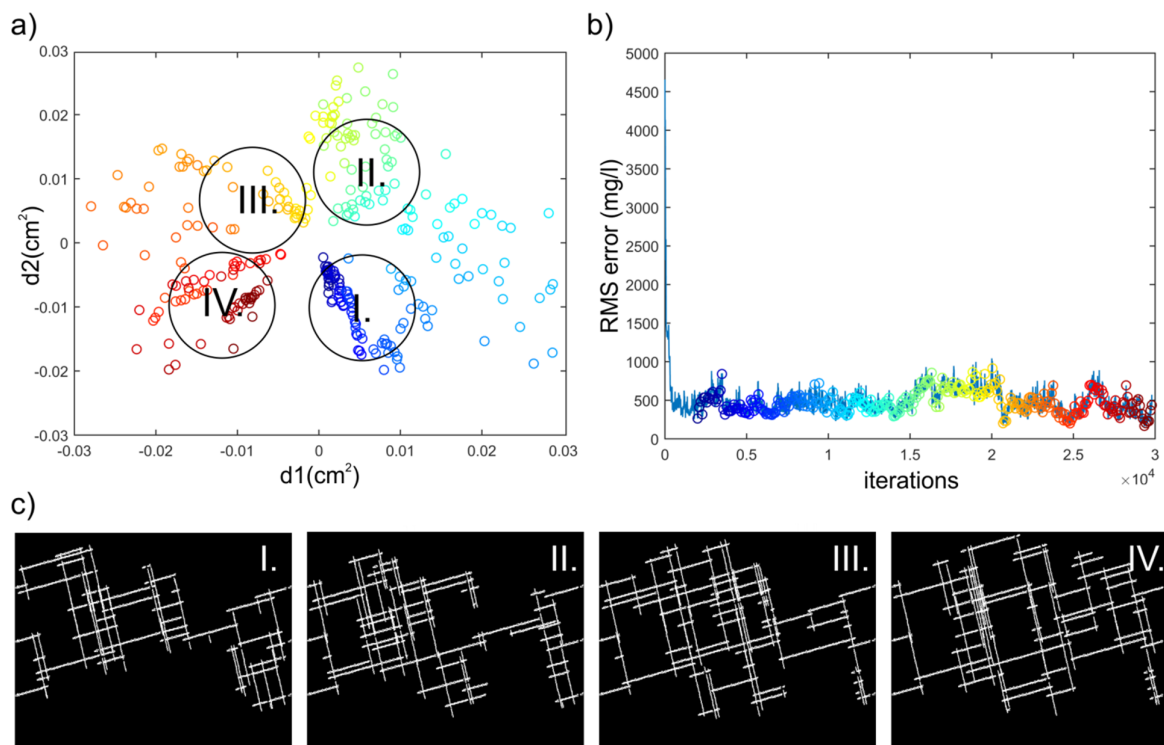 a)
0.03
0.02
0.01
0
-0.01
-0.02
-0.03
d2(cm²)
-0.03
-0.02
-0.01
0
0.01
0.02
0.03
d1(cm²)
I.
II.
III.
IV.
b)
5000
4500
4000
3500
3000
2500
2000
1500
1000
500
0
RMS error (mg/l)
0
0.5
1
1.5
2
2.5
3
×10⁴
iterations
c)
I.
II.
III.
IV.